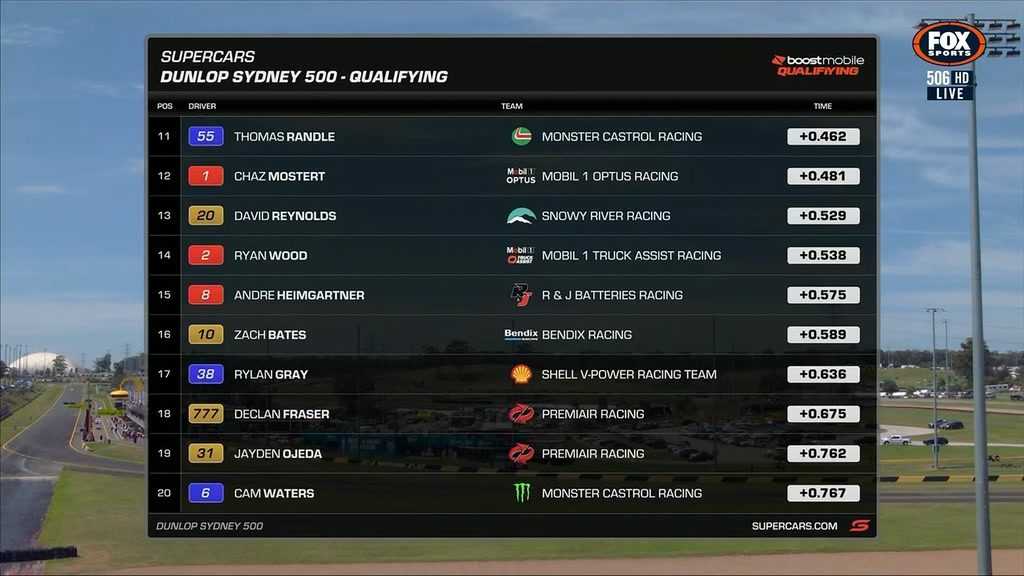 FOX
SPORTS
506 HD
LIVE
SUPERCARS
DUNLOP SYDNEY 500 - QUALIFYING
boostmobile
QUALIFYING
POS DRIVER TEAM TIME
11 55 THOMAS RANDLE MONSTER CASTROL RACING +0.462
12 1 CHAZ MOSTERT Mobil 1 OPTUS MOBIL 1 OPTUS RACING +0.481
13 20 DAVID REYNOLDS SNOWY RIVER RACING +0.529
14 2 RYAN WOOD Mobil 1 TRUCK ASSIST MOBIL 1 TRUCK ASSIST RACING +0.538
15 8 ANDRE HEIMGARTNER RJ R & J BATTERIES RACING +0.575
16 10 ZACH BATES Bendix RACING BENDIX RACING +0.589
17 38 RYLAN GRAY SHELL V-POWER RACING TEAM +0.636
18 777 DECLAN FRASER PREMIAIR RACING +0.675
19 31 JAYDEN OJEDA PREMIAIR RACING +0.762
20 6 CAM WATERS MONSTER CASTROL RACING +0.767
DUNLOP SYDNEY 500 SUPERCARS.COM